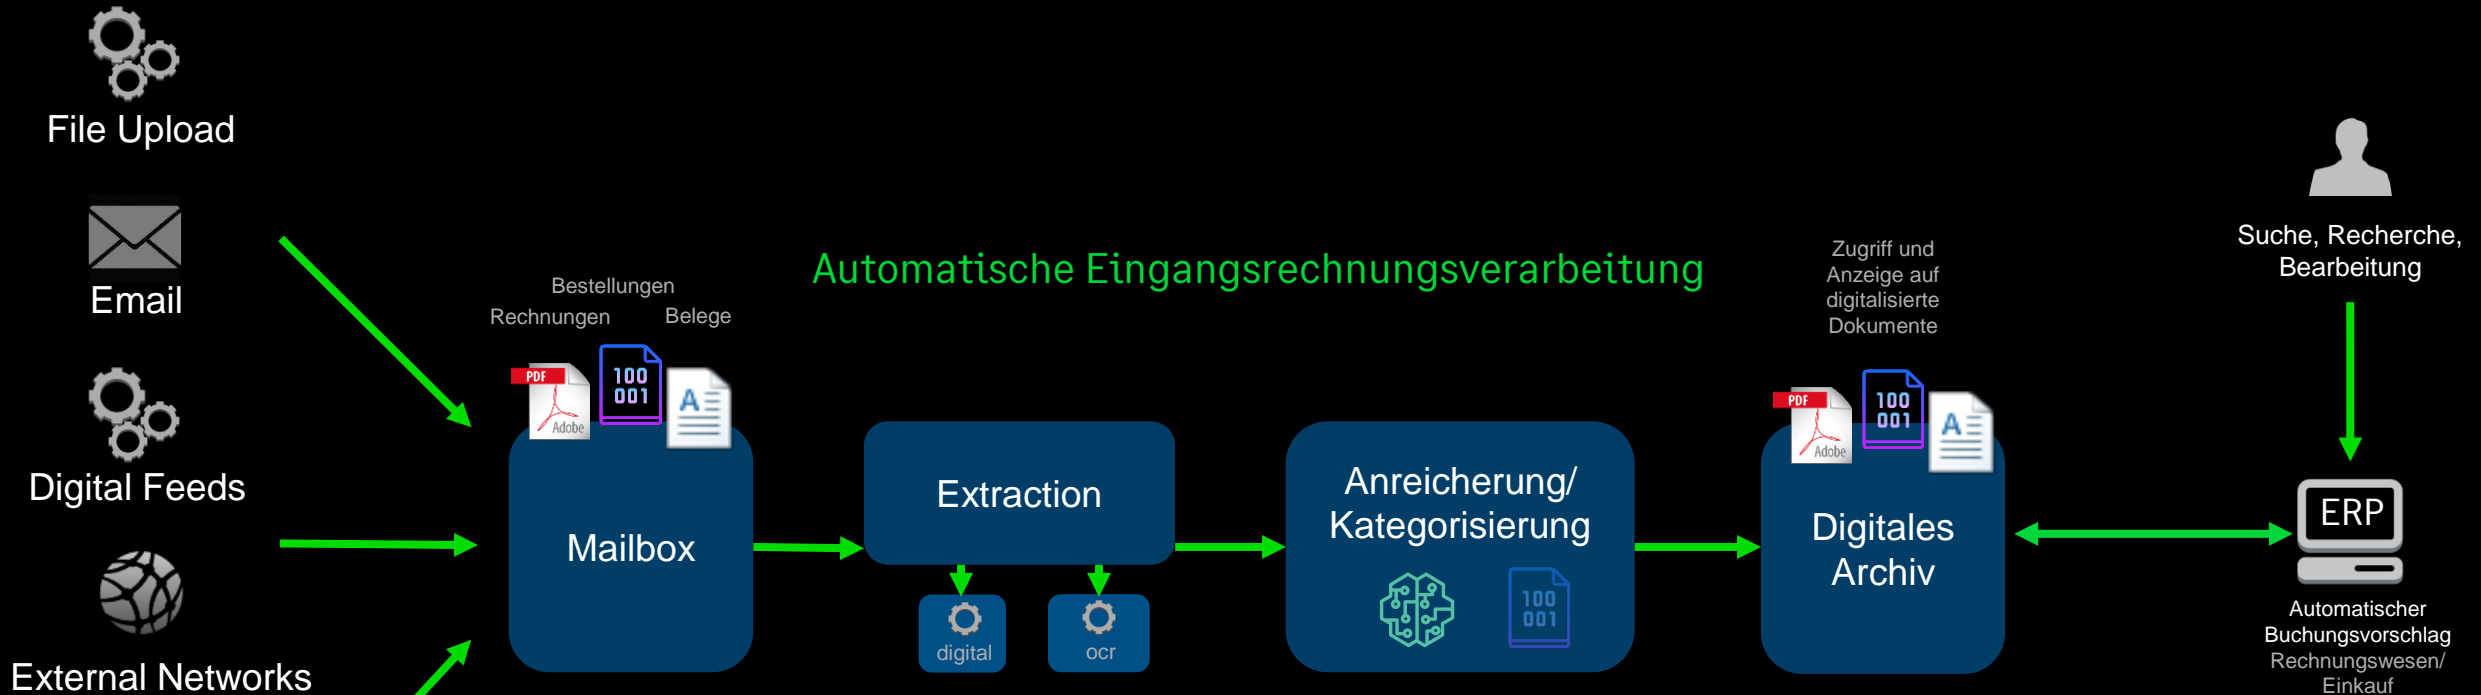 File Upload
Email
Digital Feeds
External Networks
Bestellungen
Rechnungen
Belege
PDF
Adobe
100
001
A
Mailbox
Automatische Eingangsrechnungsverarbeitung
Extraction
digital
ocr
Anreicherung/
Kategorisierung
100
001
Zugriff und
Anzeige auf
digitalisierte
Dokumente
PDF
Adobe
100
001
A
Digitales
Archiv
Suche, Recherche,
Bearbeitung
ERP
Automatischer
Buchungsvorschlag
Rechnungswesen/
Einkauf